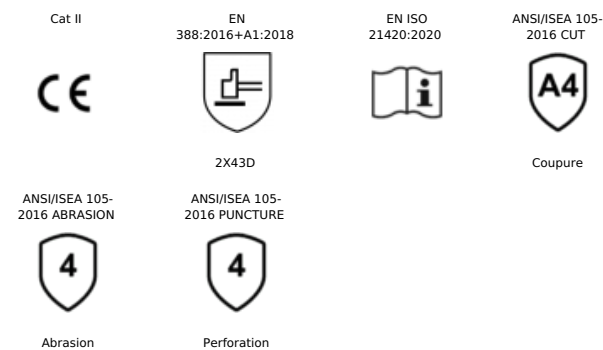 Cat II
EN
388:2016+A1:2018
EN ISO
21420:2020
ANSI/ISEA 105-
2016 CUT
CE
i
A4
2X43D
Coupure
ANSI/ISEA 105-
2016 ABRASION
ANSI/ISEA 105-
2016 PUNCTURE
4
4
Abrasion
Perforation